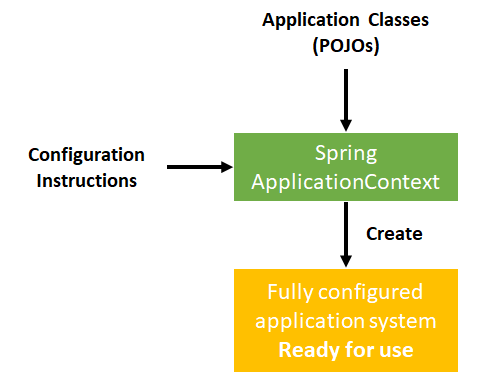 Application Classes
(POJOs)
Configuration
Instructions
Spring
ApplicationContext
Create
Fully configured
application system
Ready for use